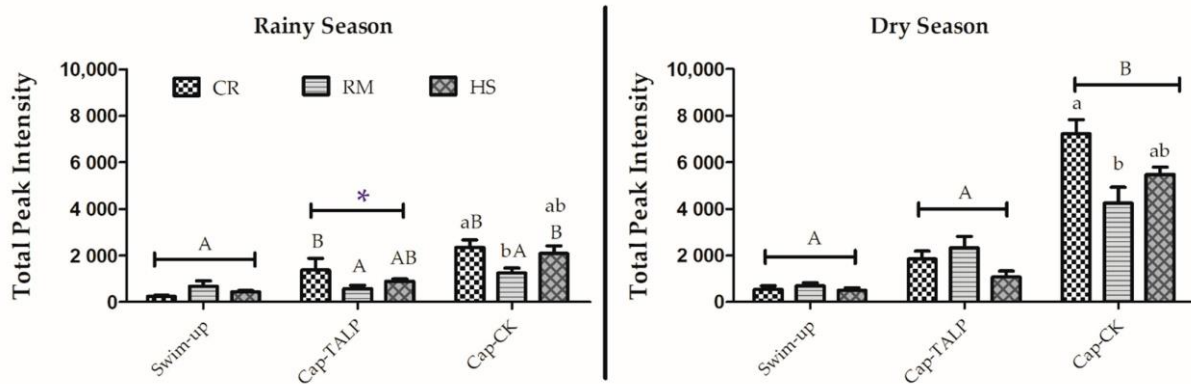 Rainy Season
Total Peak Intensity
10,000
8 000
6 000
4 000
2 000
0
CR RM HS
A
*
B A AB
aB bA ab
B
Swim-up
Cap-TALP
Cap-CK
Dry Season
Total Peak Intensity
10,000
8 000
6 000
4 000
2 000
0
A
A
B
a b ab
Swim-up
Cap-TALP
Cap-CK